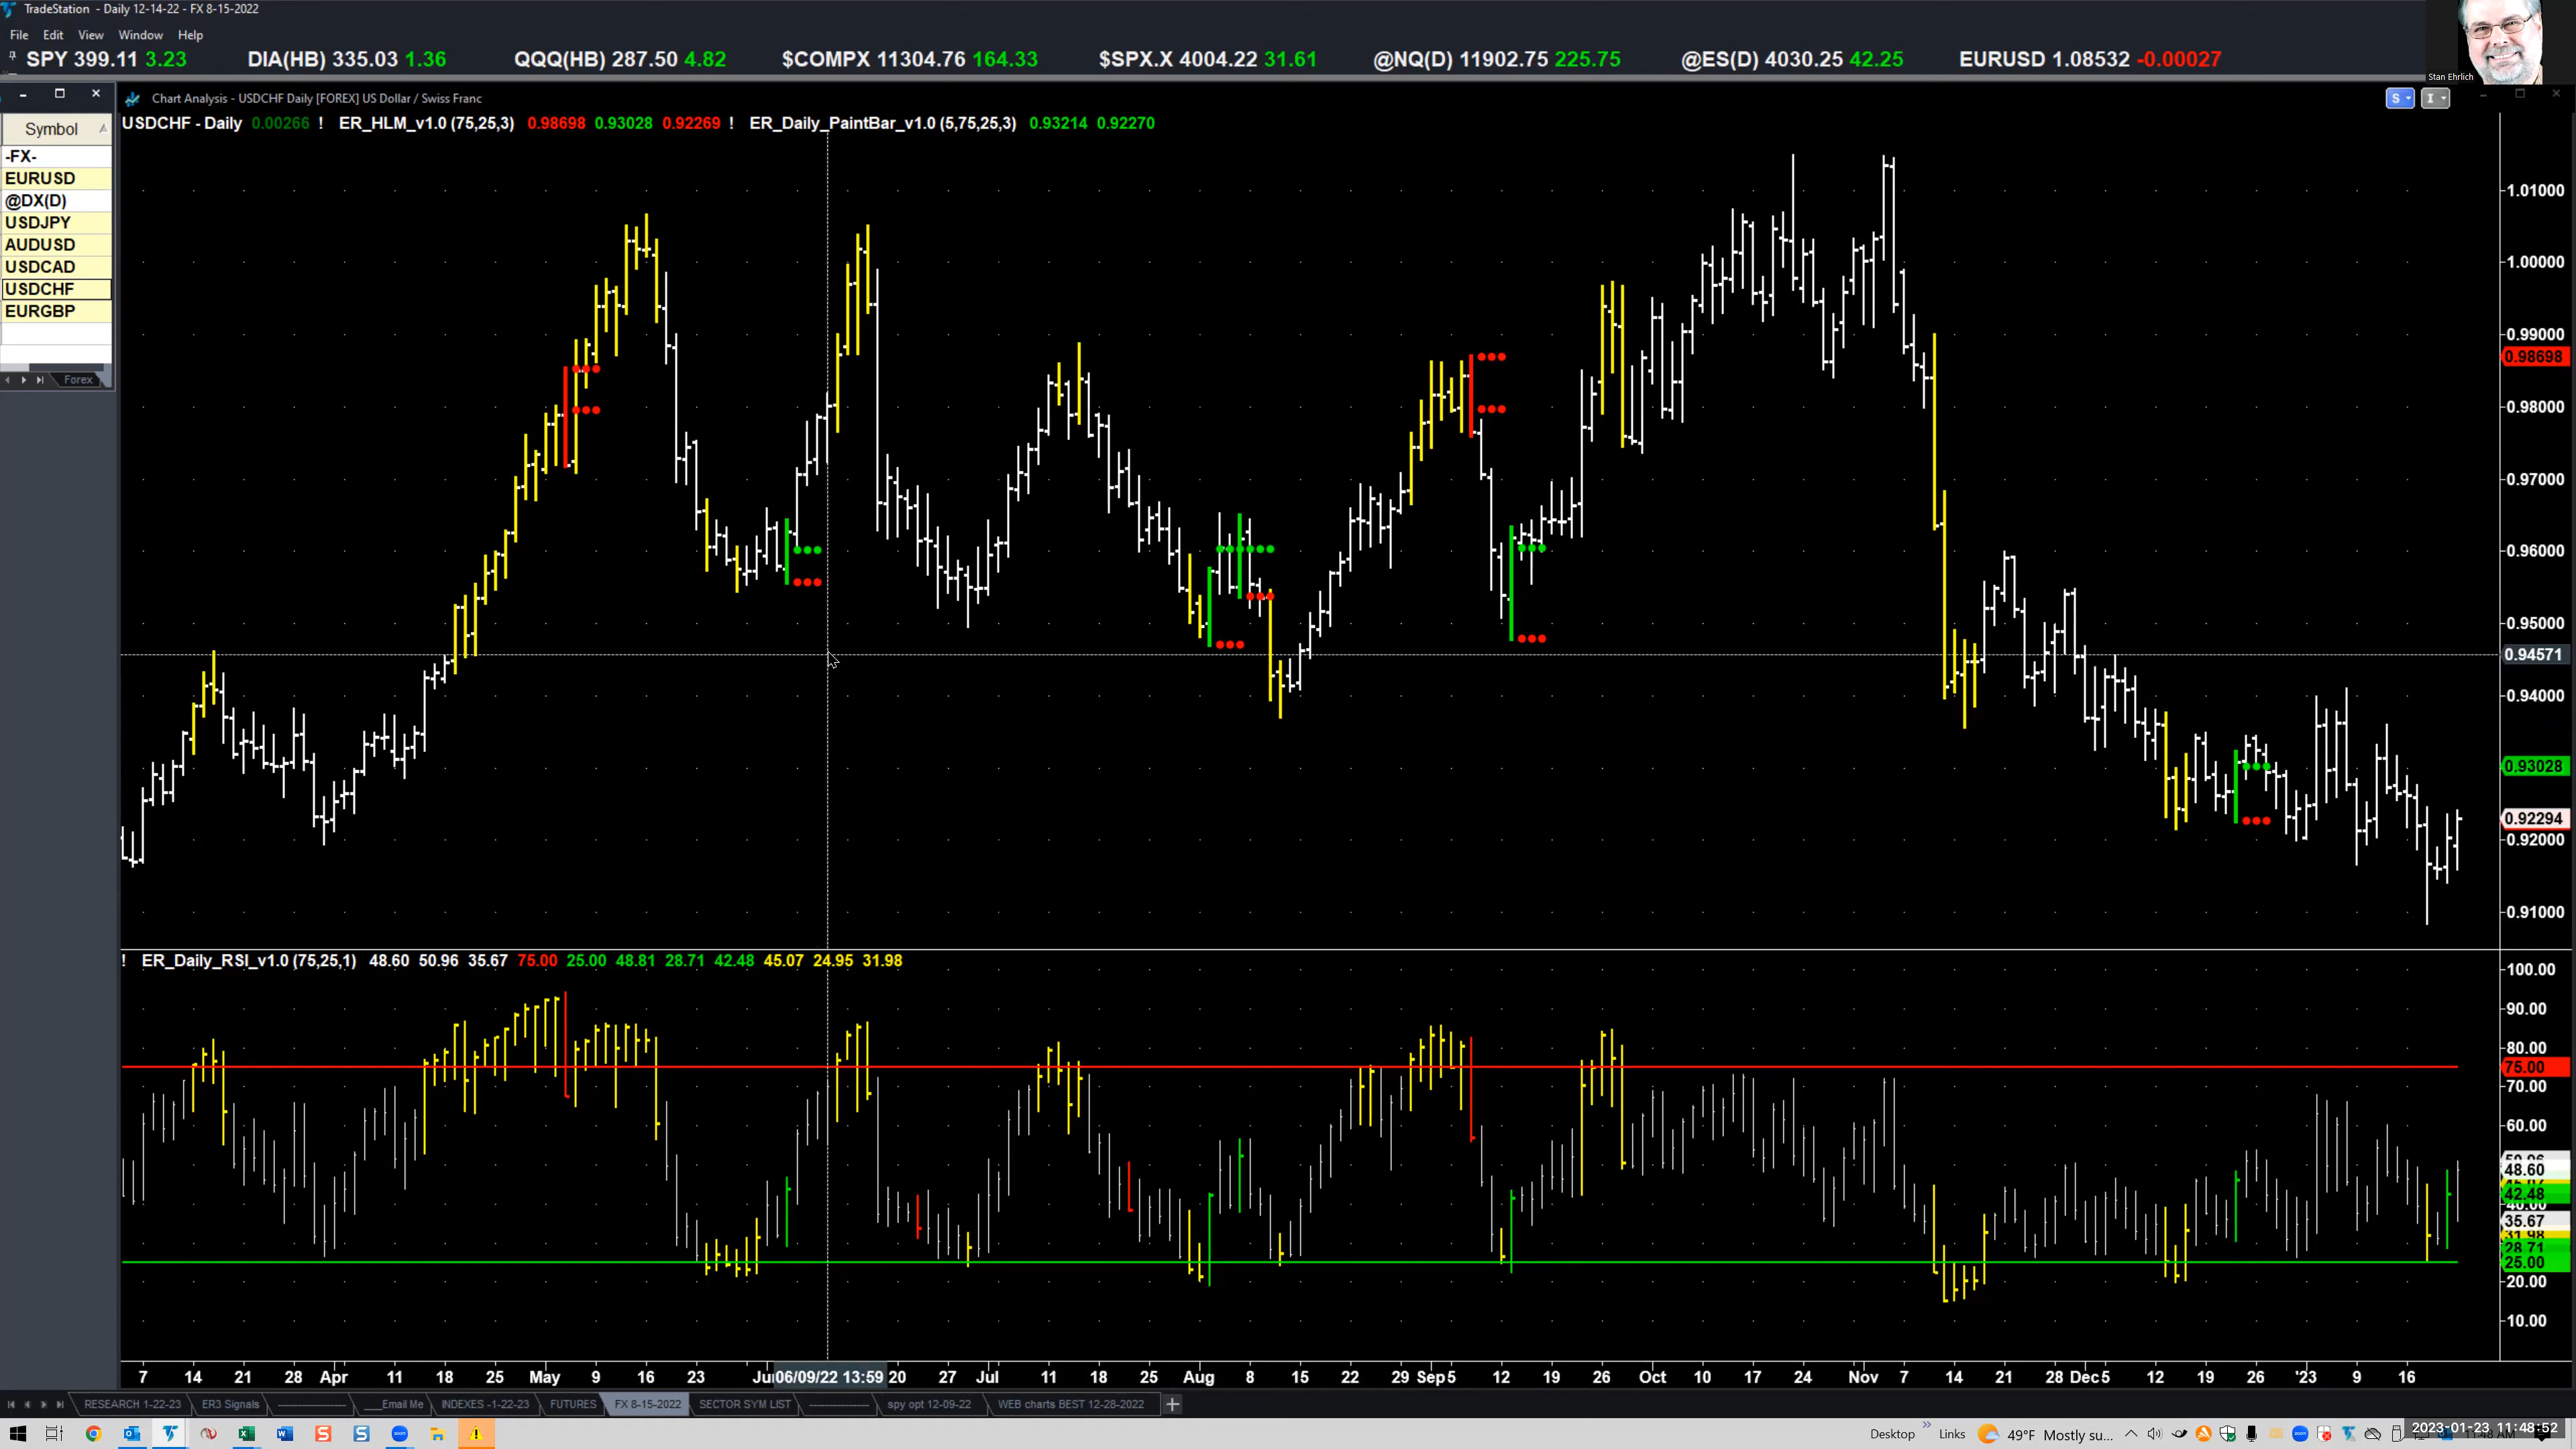 TradeStation - Daily 12-14-22 - FX 8-15-2022
File Edit View Window Help
SPY 399.11 3.23 DIA(HB) 335.03 1.36 QQQ(HB) 287.50 4.82 $COMPX 11304.76 164.33 $SPX.X 4004.22 31.61 @NQ(D) 11902.75 225.75 @ES(D) 4030.25 42.25 EURUSD 1.08532 -0.00027
Stan Ehrlich
Symbol
-FX-
EURUSD
@DX(D)
USDJPY
AUDUSD
USDCAD
USDCHF
EURGBP
Forex
Chart Analysis - USDCHF Daily [FOREX] US Dollar / Swiss Franc
S I
USDCHF - Daily 0.00266 ! ER_HLM_v1.0 (75,25,3) 0.98698 0.93028 0.92269 ! ER_Daily_PaintBar_v1.0 (5,75,25,3) 0.93214 0.92270
1.01000
1.00000
0.99000
0.98698
0.98000
0.97000
0.96000
0.95000
0.94571
0.94000
0.93028
0.92294
0.92000
0.91000
! ER_Daily_RSI_v1.0 (75,25,1) 48.60 50.96 35.67 75.00 25.00 48.81 28.71 42.48 45.07 24.95 31.98
100.00
90.00
80.00
75.00
70.00
60.00
48.60
42.48
35.67
28.71
25.00
20.00
10.00
7 14 21 28 Apr 11 18 25 May 9 16 23 06/09/22 13:59 20 27 Jul 11 18 25 Aug 8 15 22 29 Sep5 12 19 26 Oct 10 17 24 Nov 7 14 21 28 Dec5 12 19 26 '23 9 16
RESEARCH 1-22-23 ER3 Signals ___Email Me INDEXES -1-22-23 FUTURES FX 8-15-2022 SECTOR SYM LIST spy opt 12-09-22 WEB charts BEST 12-28-2022
Desktop Links 49°F Mostly su... 2023-01-23 11:48:52